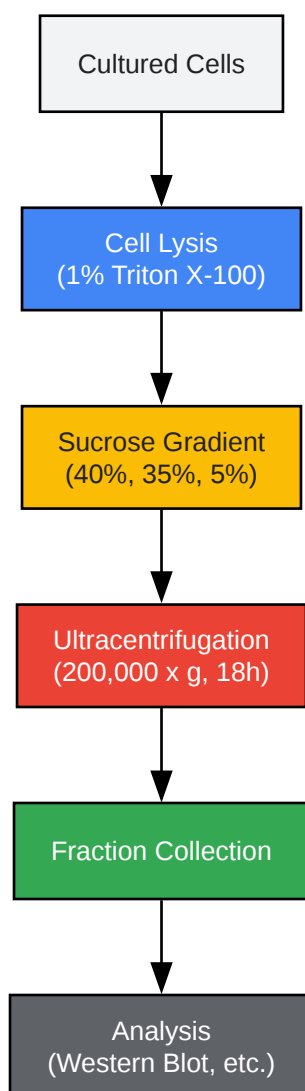 Cultured Cells
Cell Lysis
(1% Triton X-100)
Sucrose Gradient
(40%, 35%, 5%)
Ultracentrifugation
(200,000 x g, 18h)
Fraction Collection
Analysis
(Western Blot, etc.)